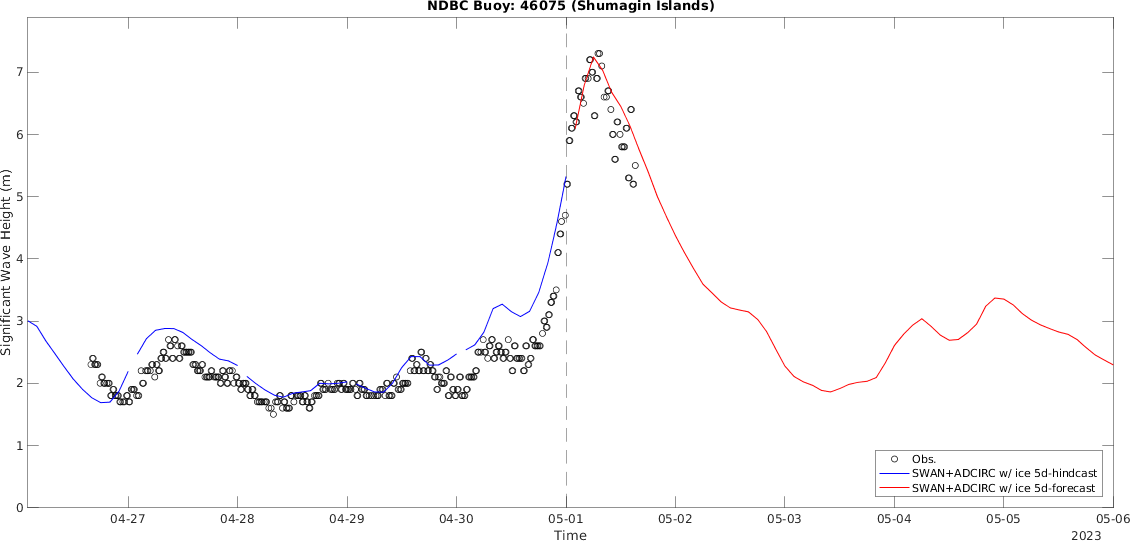 NDBC Buoy: 46075 (Shumagin Islands)
Significant Wave Height (m)
7
6
5
4
3
2
1
0
Obs.
SWAN+ADCIRC w/ ice 5d-hindcast
SWAN+ADCIRC w/ ice 5d-forecast
04-27 04-28 04-29 04-30 05-01 05-02 05-03 05-04 05-05 05-06
Time
2023